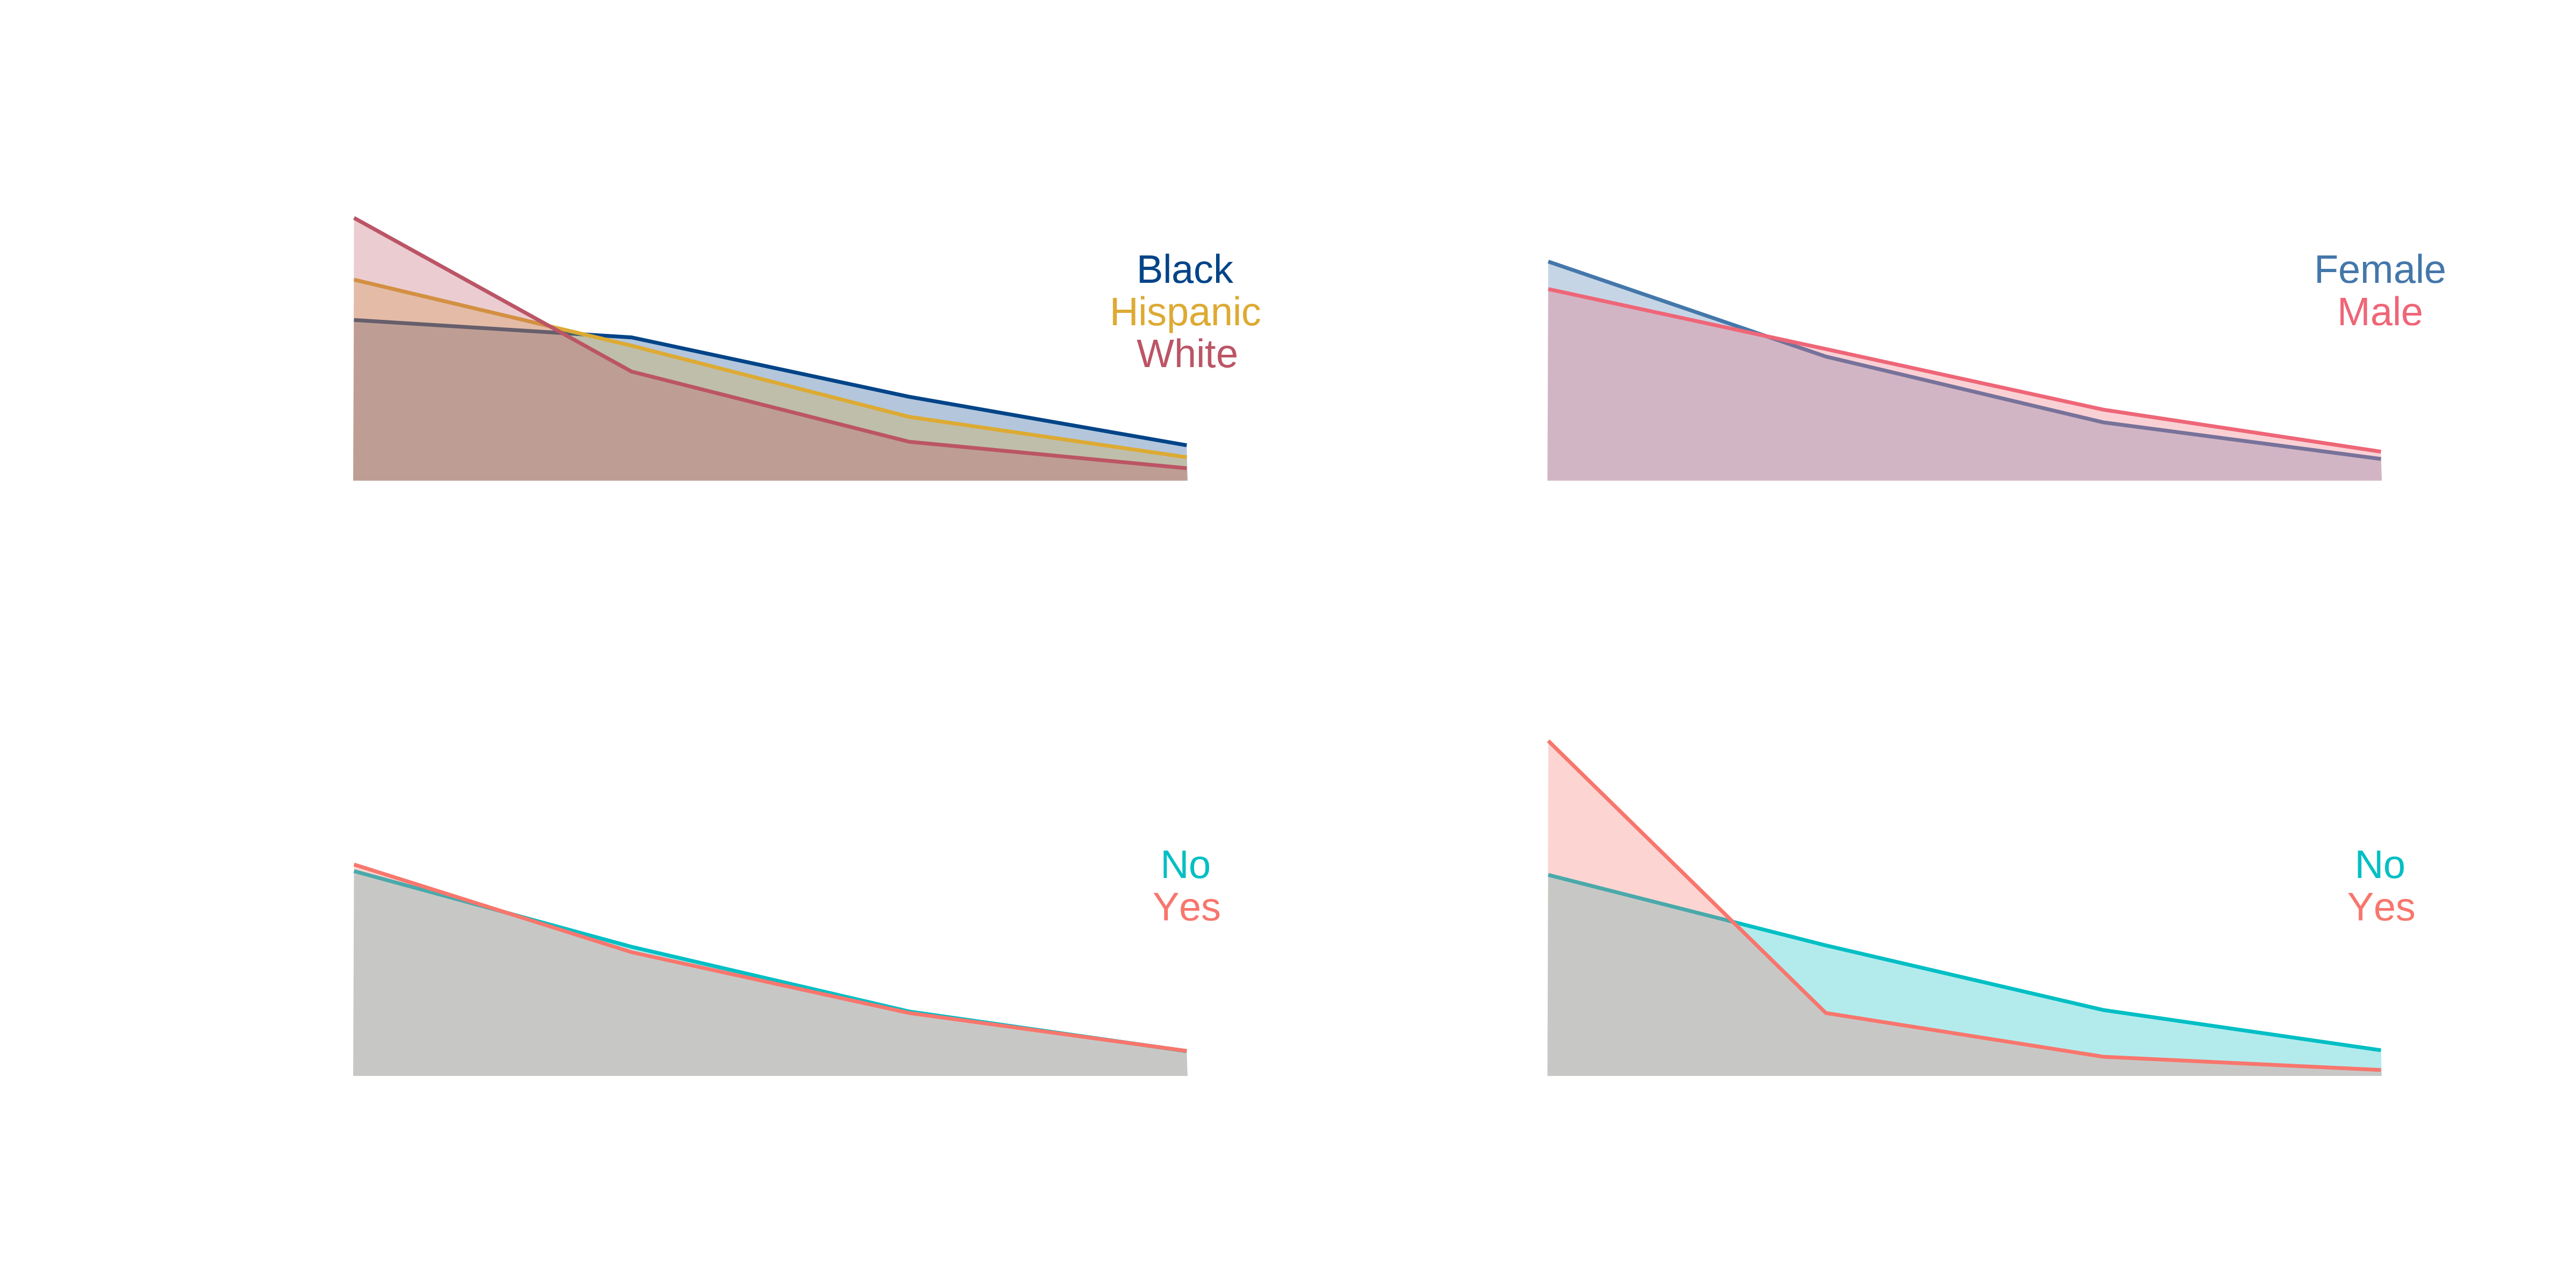 Black
Hispanic
White
Female
Male
No
Yes
No
Yes